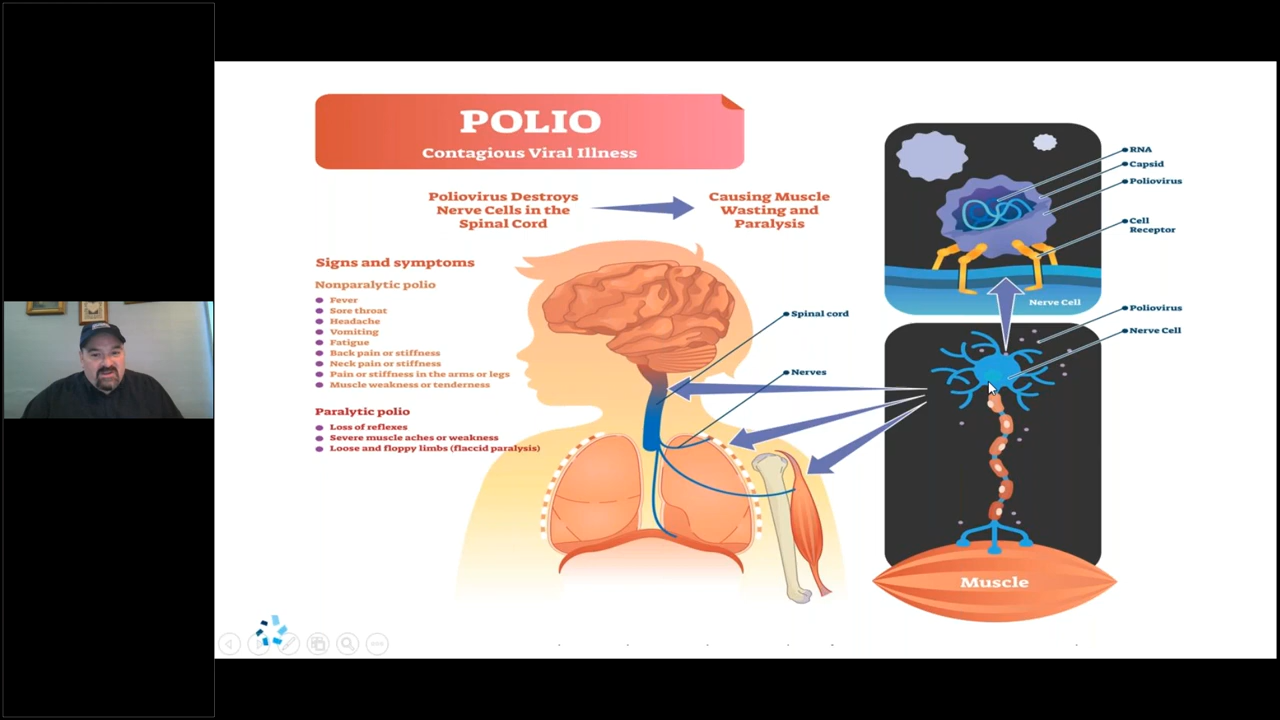 POLIO
Contagious Viral Illness
Poliovirus Destroys
Nerve Cells in the
Spinal Cord
Causing Muscle
Wasting and
Paralysis
Signs and symptoms
Nonparalytic polio
Fever
Sore throat
Headache
Vomiting
Fatigue
Back pain or stiffness
Neck pain or stiffness
Pain or stiffness in the arms or legs
Muscle weakness or tenderness
Paralytic polio
Loss of reflexes
Severe muscle aches or weakness
Loose and floppy limbs (flaccid paralysis)
Spinal cord
Nerves
RNA
Capsid
Poliovirus
Cell
Receptor
Nerve Cell
Poliovirus
Nerve Cell
Muscle